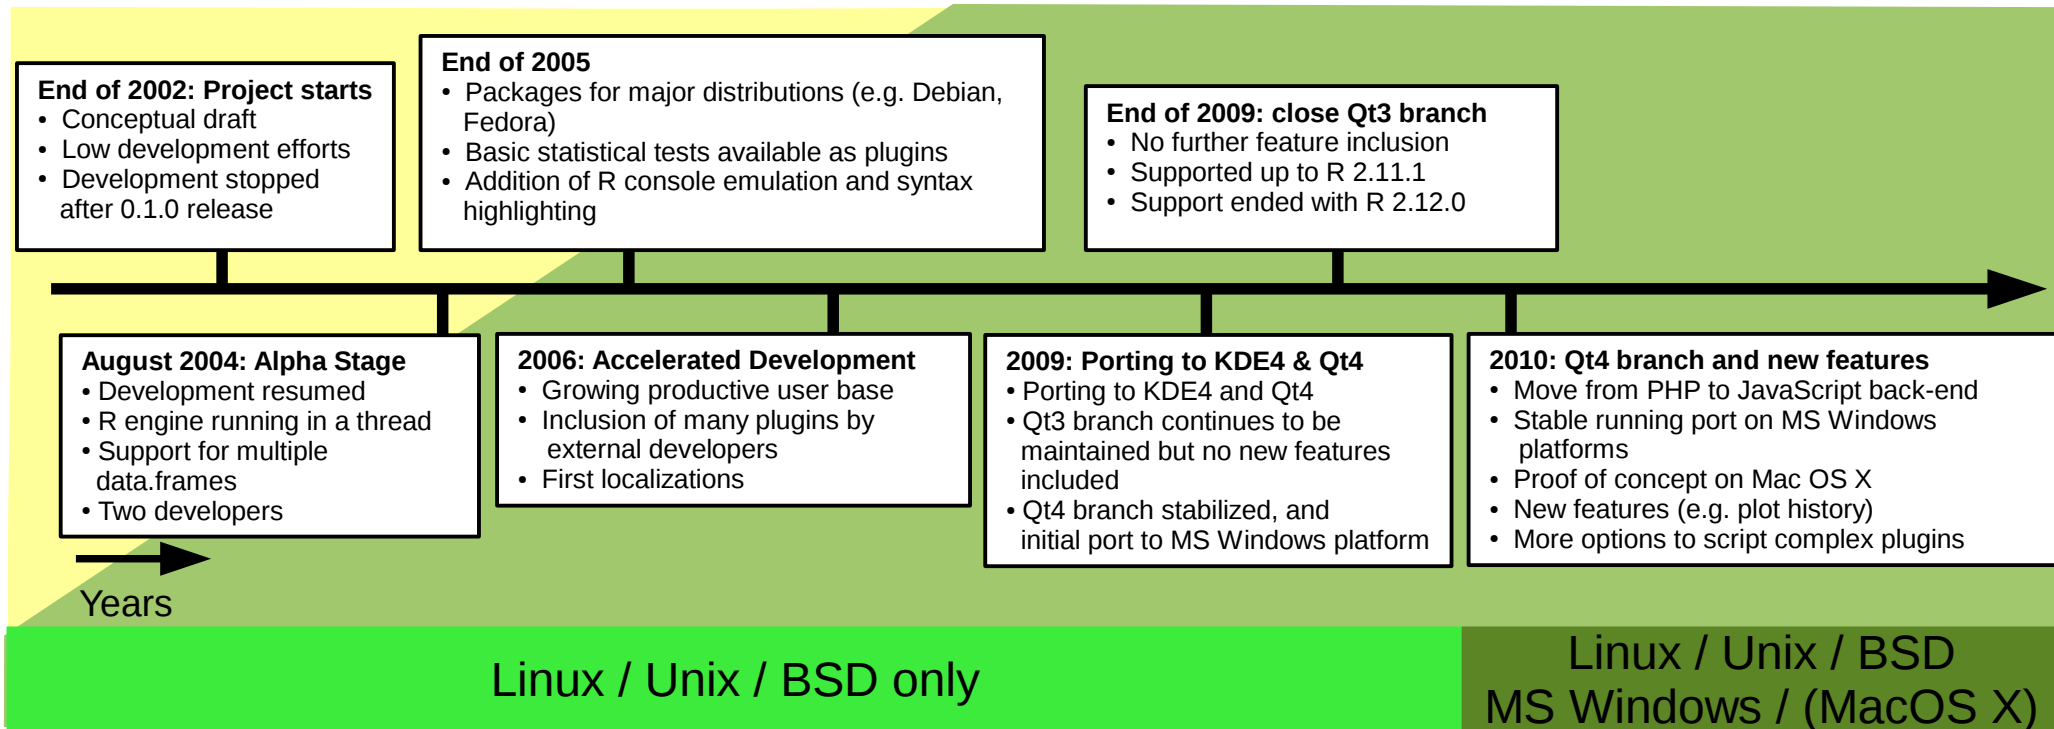 End of 2002: Project starts
• Conceptual draft
• Low development efforts
• Development stopped
after 0.1.0 release
End of 2005
• Packages for major distributions (e.g. Debian,
Fedora)
• Basic statistical tests available as plugins
• Addition of R console emulation and syntax
highlighting
End of 2009: close Qt3 branch
• No further feature inclusion
• Supported up to R 2.11.1
• Support ended with R 2.12.0
August 2004: Alpha Stage
• Development resumed
• R engine running in a thread
• Support for multiple
data.frames
• Two developers
2006: Accelerated Development
• Growing productive user base
• Inclusion of many plugins by
external developers
• First localizations
2009: Porting to KDE4 & Qt4
• Porting to KDE4 and Qt4
• Qt3 branch continues to be
maintained but no new features
included
• Qt4 branch stabilized, and
initial port to MS Windows platform
2010: Qt4 branch and new features
• Move from PHP to JavaScript back-end
• Stable running port on MS Windows
platforms
• Proof of concept on Mac OS X
• New features (e.g. plot history)
• More options to script complex plugins
Years
Linux / Unix / BSD only
Linux / Unix / BSD
MS Windows / (MacOS X)